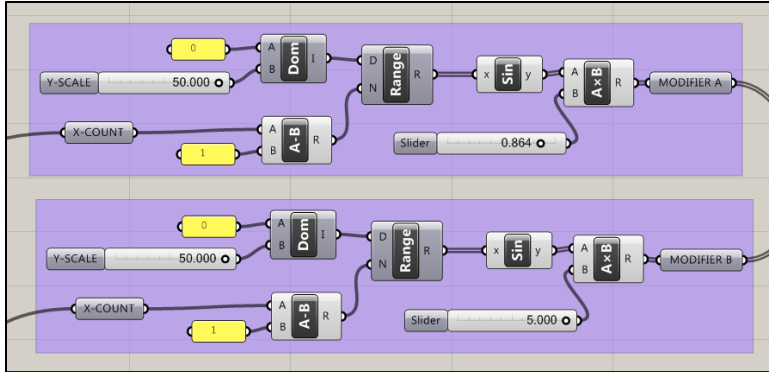 0
A
B
Dom
I
Y-SCALE
50.000
D
N
Range
R
x
Sin
y
A
B
A×B
R
MODIFIER A
X-COUNT
1
A
B
A-B
R
Slider
0.864
0
A
B
Dom
I
Y-SCALE
50.000
D
N
Range
R
x
Sin
y
A
B
A×B
R
MODIFIER B
X-COUNT
1
A
B
A-B
R
Slider
5.000